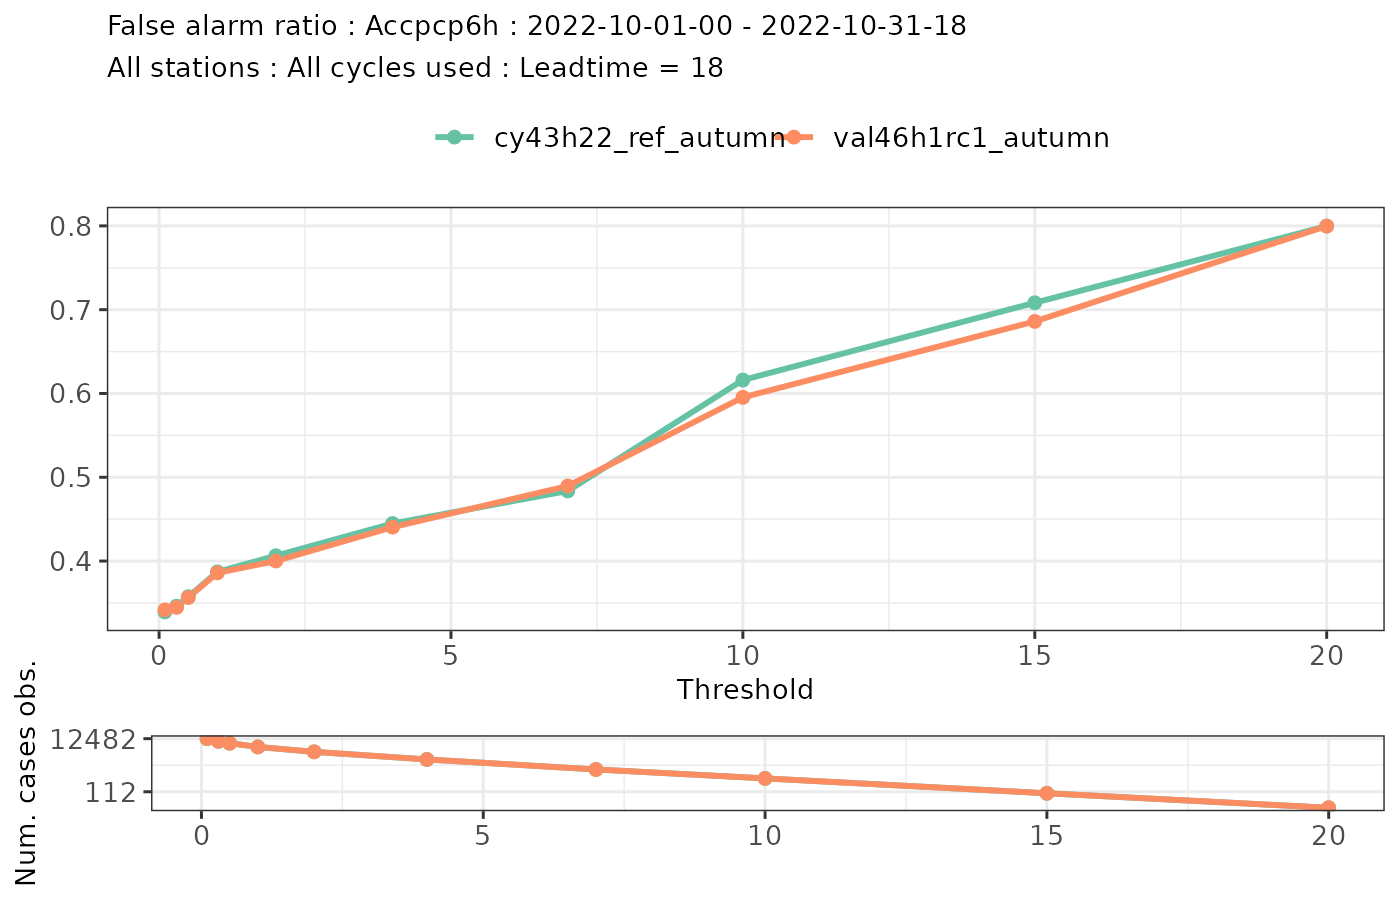 False alarm ratio : Accpcp6h : 2022-10-01-00 - 2022-10-31-18
All stations : All cycles used : Leadtime = 18
cy43h22_ref_autumn val46h1rc1_autumn
0.8
0.7
0.6
0.5
0.4
0 5 10 15 20
Threshold
Num. cases obs.
12482
112
0 5 10 15 20